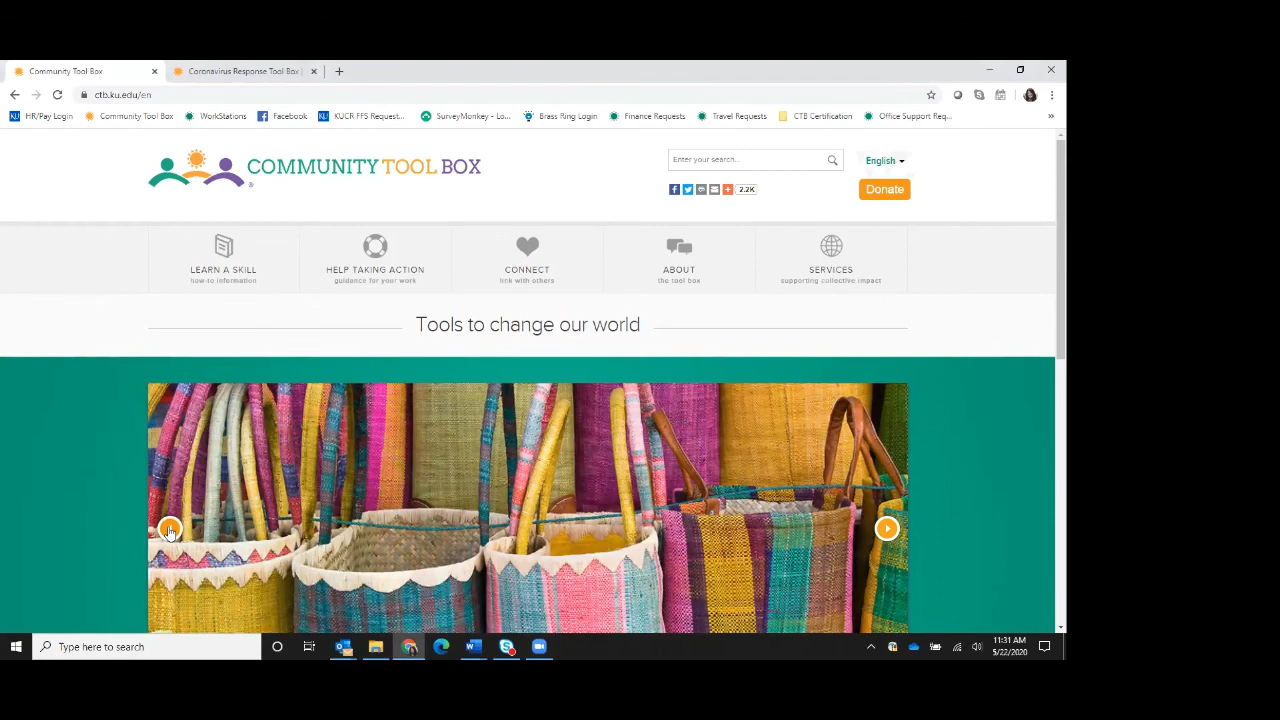 Community Tool Box
Coronavirus Response Tool Box |
ctb.ku.edu/en
KU HR/Pay Login Community Tool Box WorkStations Facebook KU KUCR FFS Request... SurveyMonkey - Lo... Brass Ring Login Finance Requests Travel Requests CTB Certification Office Support Req... »
COMMUNITY TOOL BOX ®
Enter your search...
English
2.2K
Donate
LEARN A SKILL
how-to information
HELP TAKING ACTION
guidance for your work
CONNECT
link with others
ABOUT
the tool box
SERVICES
supporting collective impact
Tools to change our world
Type here to search
11:31 AM
5/22/2020